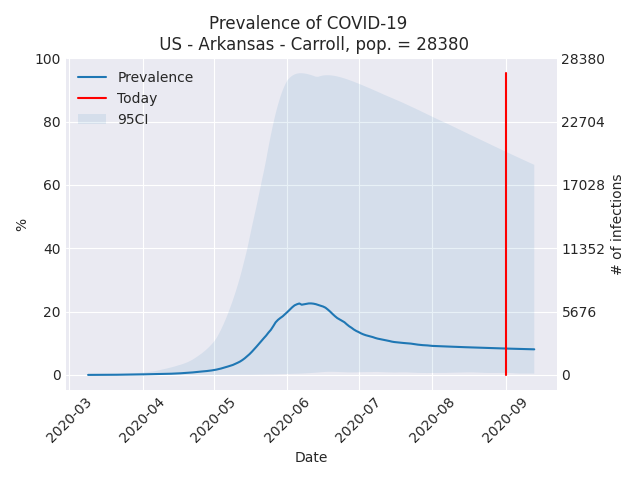 Prevalence of COVID-19
US - Arkansas - Carroll, pop. = 28380
Prevalence
Today
95CI
100
80
60
40
20
0
%
28380
22704
17028
11352
5676
0
# of infections
2020-03
2020-04
2020-05
2020-06
2020-07
2020-08
2020-09
Date